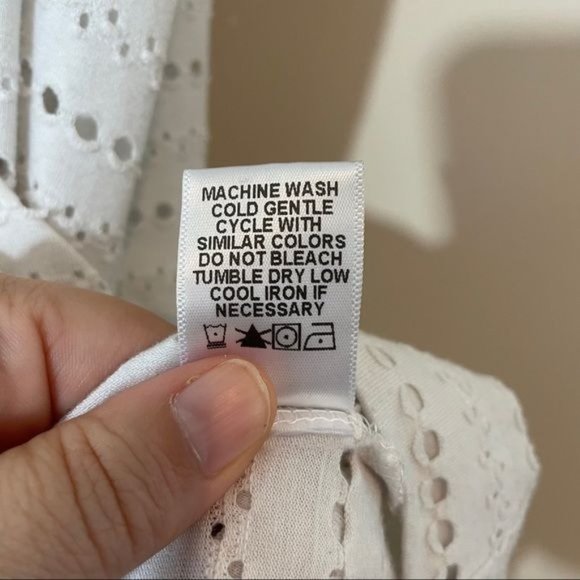 MACHINE WASH
COLD GENTLE
CYCLE WITH
SIMILAR COLORS
DO NOT BLEACH
TUMBLE DRY LOW
COOL IRON IF
NECESSARY